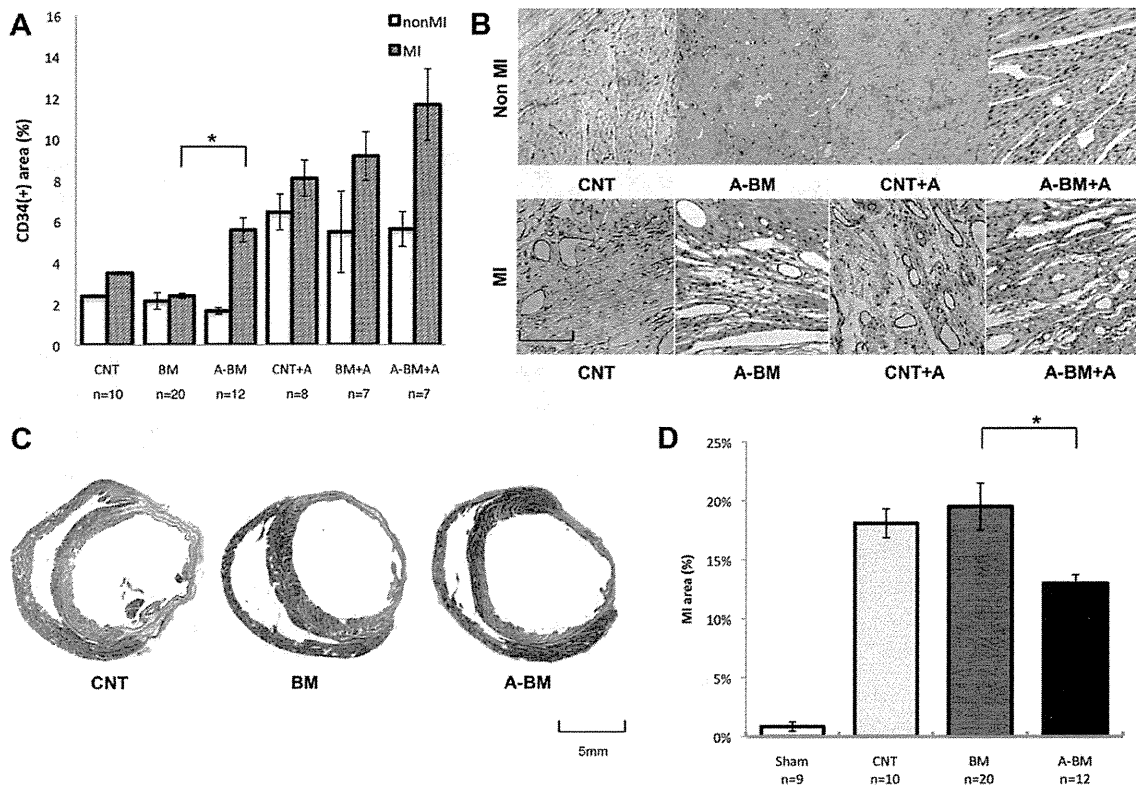 A
16
14
12
10
8
6
4
2
0
CD34(+) area (%)
nonMI
MI
*
CNT BM A-BM CNT+A BM+A A-BM+A
n=10 n=20 n=12 n=8 n=7 n=7
B
Non MI
CNT A-BM CNT+A A-BM+A
MI
CNT A-BM CNT+A A-BM+A
C
CNT BM A-BM
5mm
D
*
25%
20%
15%
10%
5%
0%
MI area (%)
Sham CNT BM A-BM
n=9 n=10 n=20 n=12